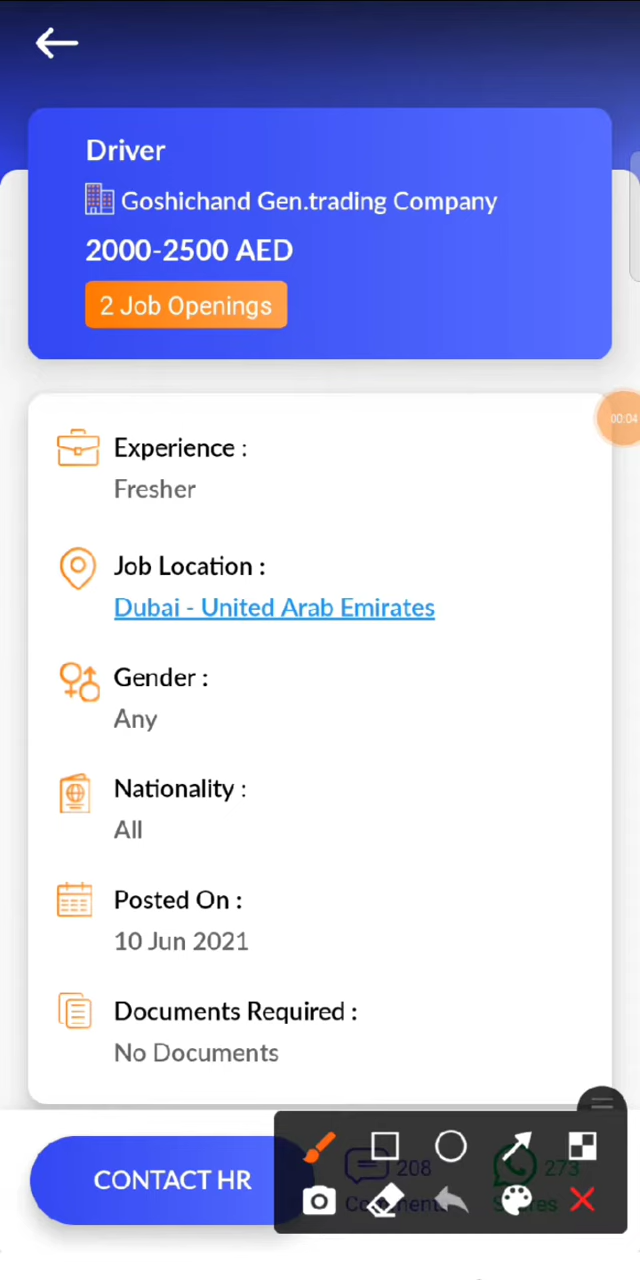 Driver
Goshichand Gen.trading Company
2000-2500 AED
2 Job Openings
00:04
Experience :
Fresher
Job Location :
Dubai - United Arab Emirates
Gender :
Any
Nationality :
All
Posted On :
10 Jun 2021
Documents Required :
No Documents
CONTACT HR
208
273